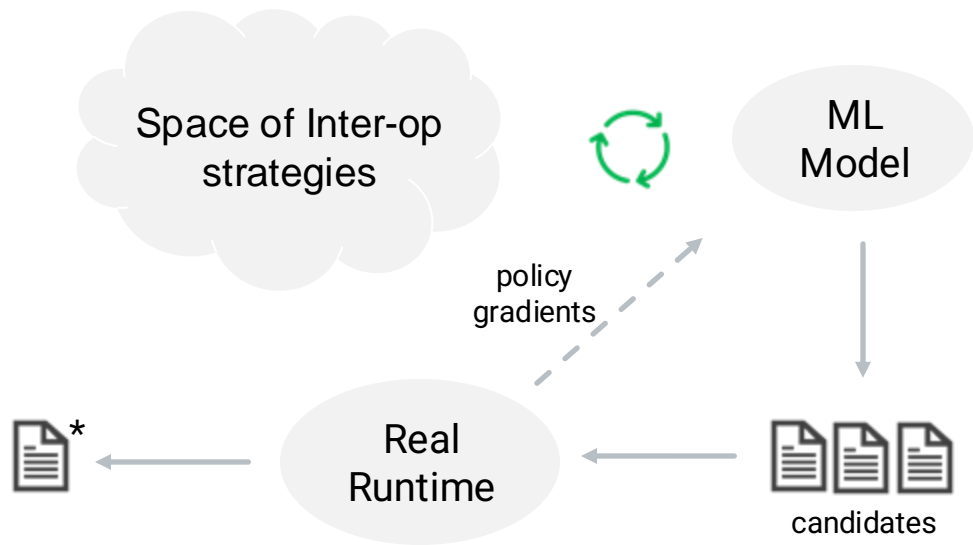 Space of Inter-op
strategies
ML
Model
policy
gradients
*
Real
Runtime
candidates